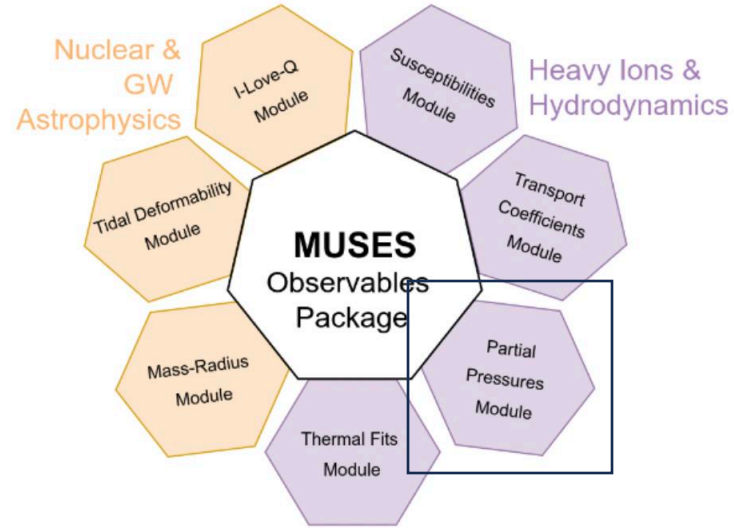 Nuclear &
GW
Astrophysics
I-Love-Q
Module
Susceptibilities
Module
Heavy Ions &
Hydrodynamics
Tidal Deformability
Module
Transport
Coefficients
Module
MUSES
Observables
Package
Mass-Radius
Module
Partial
Pressures
Module
Thermal Fits
Module